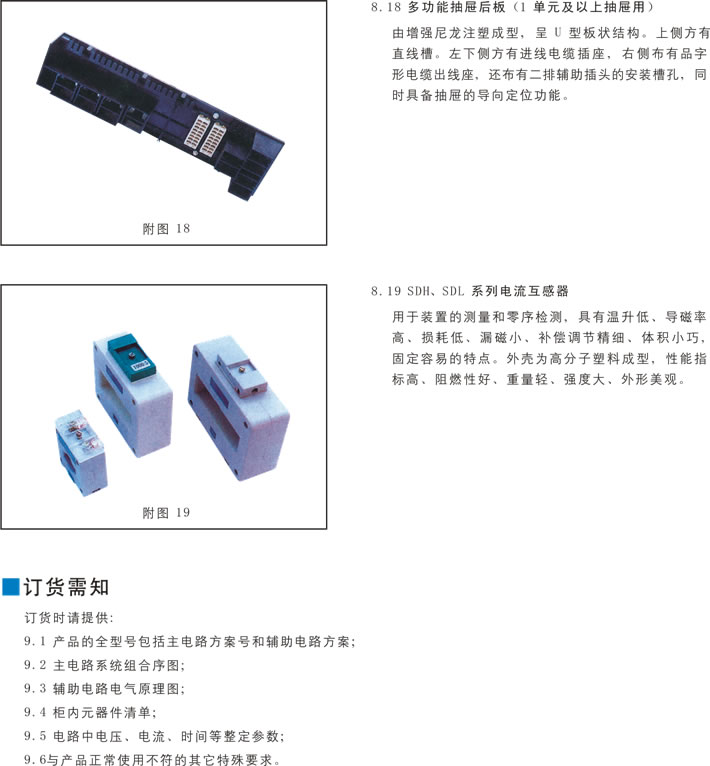 8.18 多功能抽屉后板（1 单元及以上抽屉用）
由增强尼龙注塑成型，呈 U 型板状结构。上侧方有
直线槽。左下侧方有进线电缆插座，右侧布有品字
形电缆出线座，还布有二排辅助插头的安装槽孔，同
时具备抽屉的导向定位功能。
附图 18
8.19 SDH、SDL 系列电流互感器
用于装置的测量和零序检测，具有温升低、导磁率
高、损耗低、漏磁小、补偿调节精细、体积小巧，
固定容易的特点。外壳为高分子塑料成型，性能指
标高、阻燃性好、重量轻、强度大、外形美观。
附图 19
订货需知
订货时请提供:
9.1 产品的全型号包括主电路方案号和辅助电路方案;
9.2 主电路系统组合序图;
9.3 辅助电路电气原理图;
9.4 柜内元器件清单;
9.5 电路中电压、电流、时间等整定参数;
9.6与产品正常使用不符的其它特殊要求。